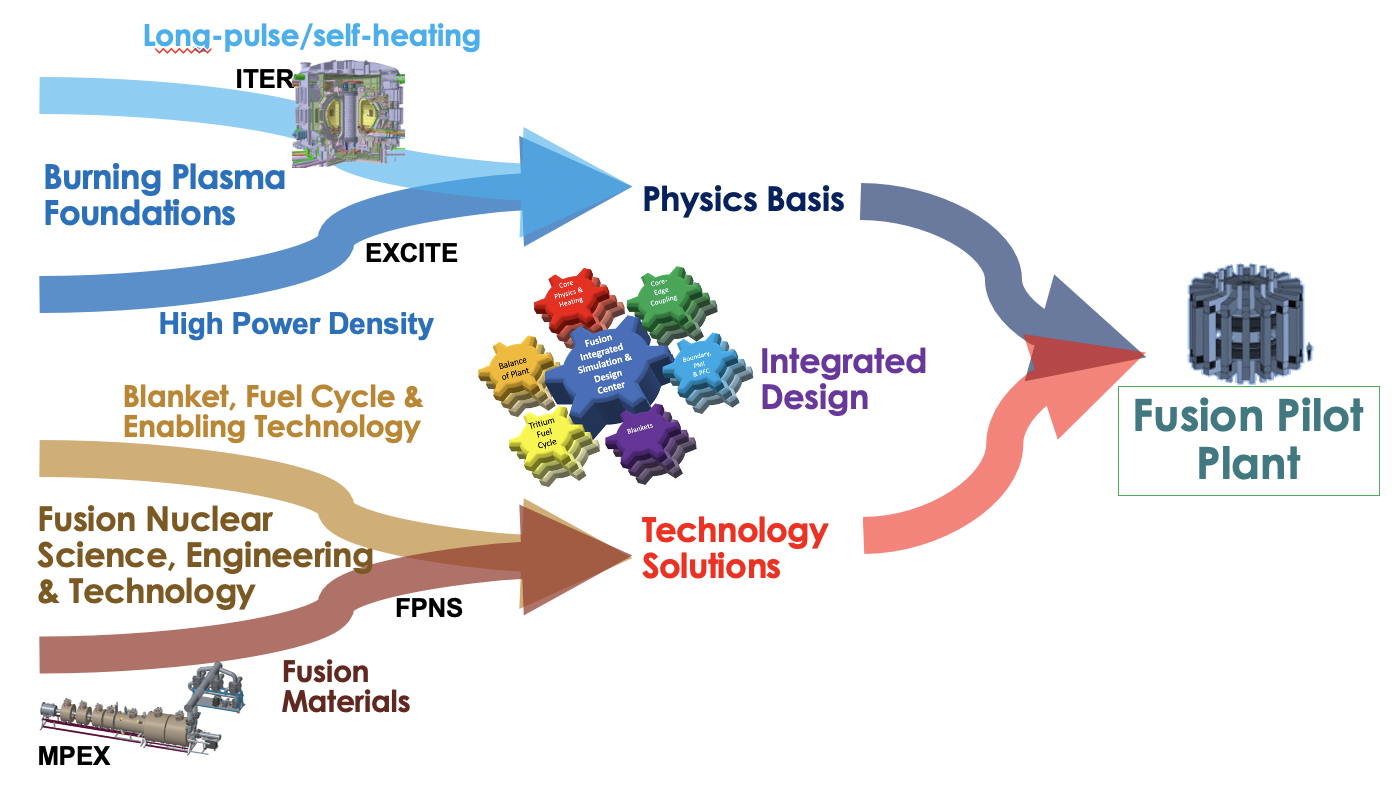 Long-pulse/self-heating
ITER
Burning Plasma
Foundations
EXCITE
High Power Density
Physics Basis
Core
Physics &
Heating
Core-
Edge
Coupling
Fusion
Integrated
Simulation &
Design
Center
Balance
of Plant
Boundary,
PMI
& PFC
Tritium
Fuel
Cycle
Blankets
Integrated
Design
Fusion Pilot
Plant
Blanket, Fuel Cycle &
Enabling Technology
Fusion Nuclear
Science, Engineering
& Technology
Technology
Solutions
FPNS
Fusion
Materials
MPEX